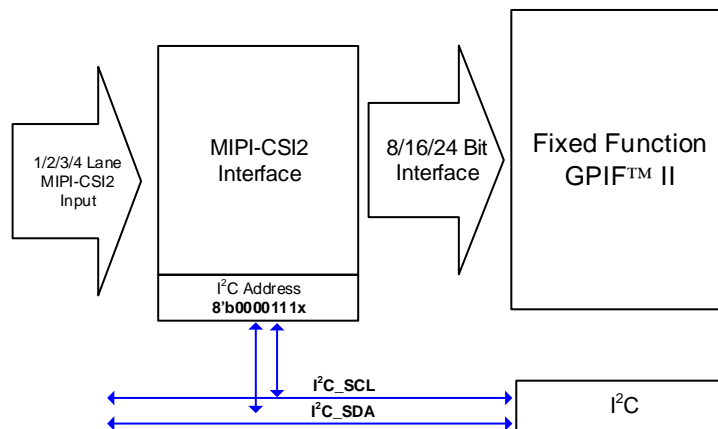 1/2/3/4 Lane
MIPI-CSI2
Input
MIPI-CSI2
Interface
8/16/24 Bit
Interface
Fixed Function
GPIF™ II
I²C Address
8'b0000111x
I²C_SCL
I²C_SDA
I²C